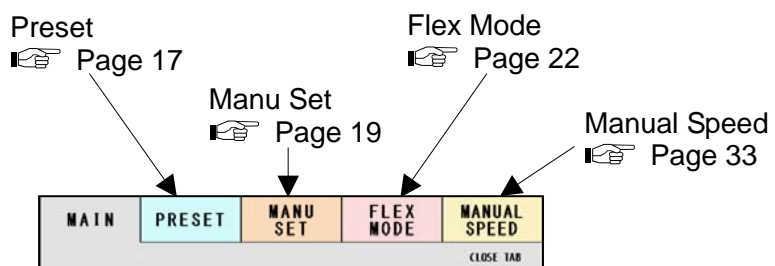 Preset
☞ Page 17
Flex Mode
☞ Page 22
Manu Set
☞ Page 19
Manual Speed
☞ Page 33
MAIN
PRESET
MANU
SET
FLEX
MODE
MANUAL
SPEED
CLOSE TAB